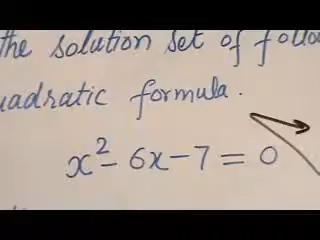 the solution set of follo
uadratic formula.
x² - 6x - 7 = 0